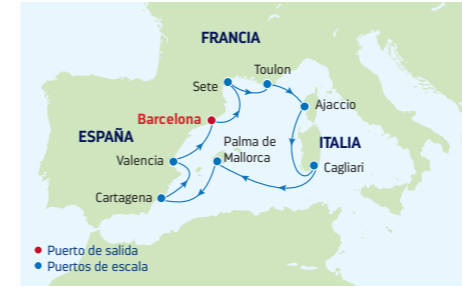 FRANCIA
Toulon
Sete
Ajaccio
Barcelona
ESPAÑA
ITALIA
Palma de
Mallorca
Valencia
Cagliari
Cartagena
Puerto de salida
Puertos de escala